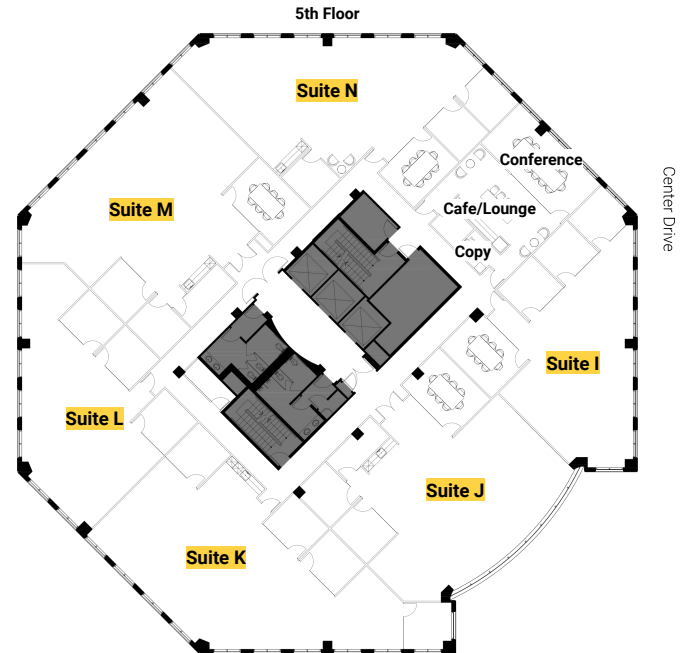 5th Floor
Suite N
Conference
Suite M
Cafe/Lounge
Center Drive
Copy
Suite I
Suite L
Suite J
Suite K